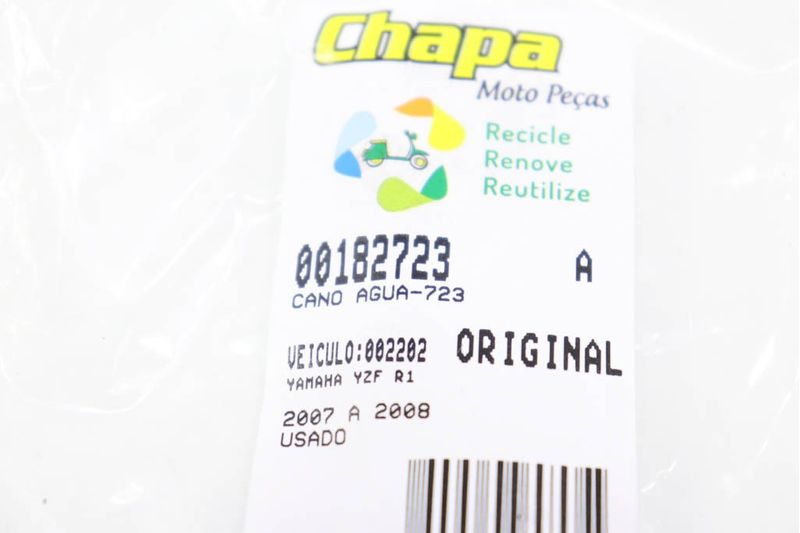 Chapa
Moto Peças
Recicle
Renove
Reutilize
00182723 A
CANO AGUA-723
VEICULO:002202 ORIGINAL
YAMAHA YZF R1
2007 A 2008
USADO